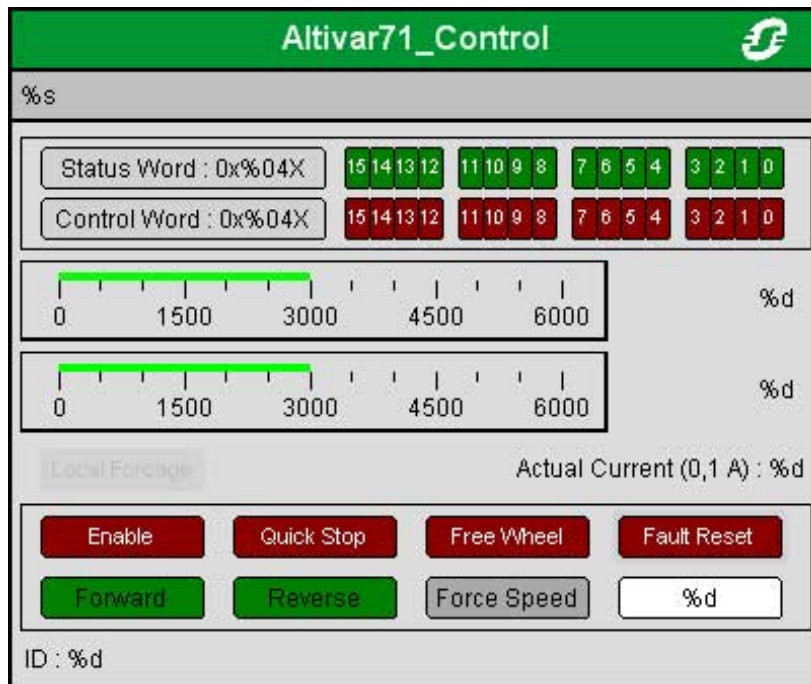 Altivar71_Control
%s
Status Word : 0x%04X 15 14 13 12 11 10 9 8 7 6 5 4 3 2 1 0
Control Word : 0x%04X 15 14 13 12 11 10 9 8 7 6 5 4 3 2 1 0
0 1500 3000 4500 6000 %d
0 1500 3000 4500 6000 %d
Local Forcage Actual Current (0,1 A) : %d
Enable Quick Stop Free Wheel Fault Reset
Forward Reverse Force Speed %d
ID : %d